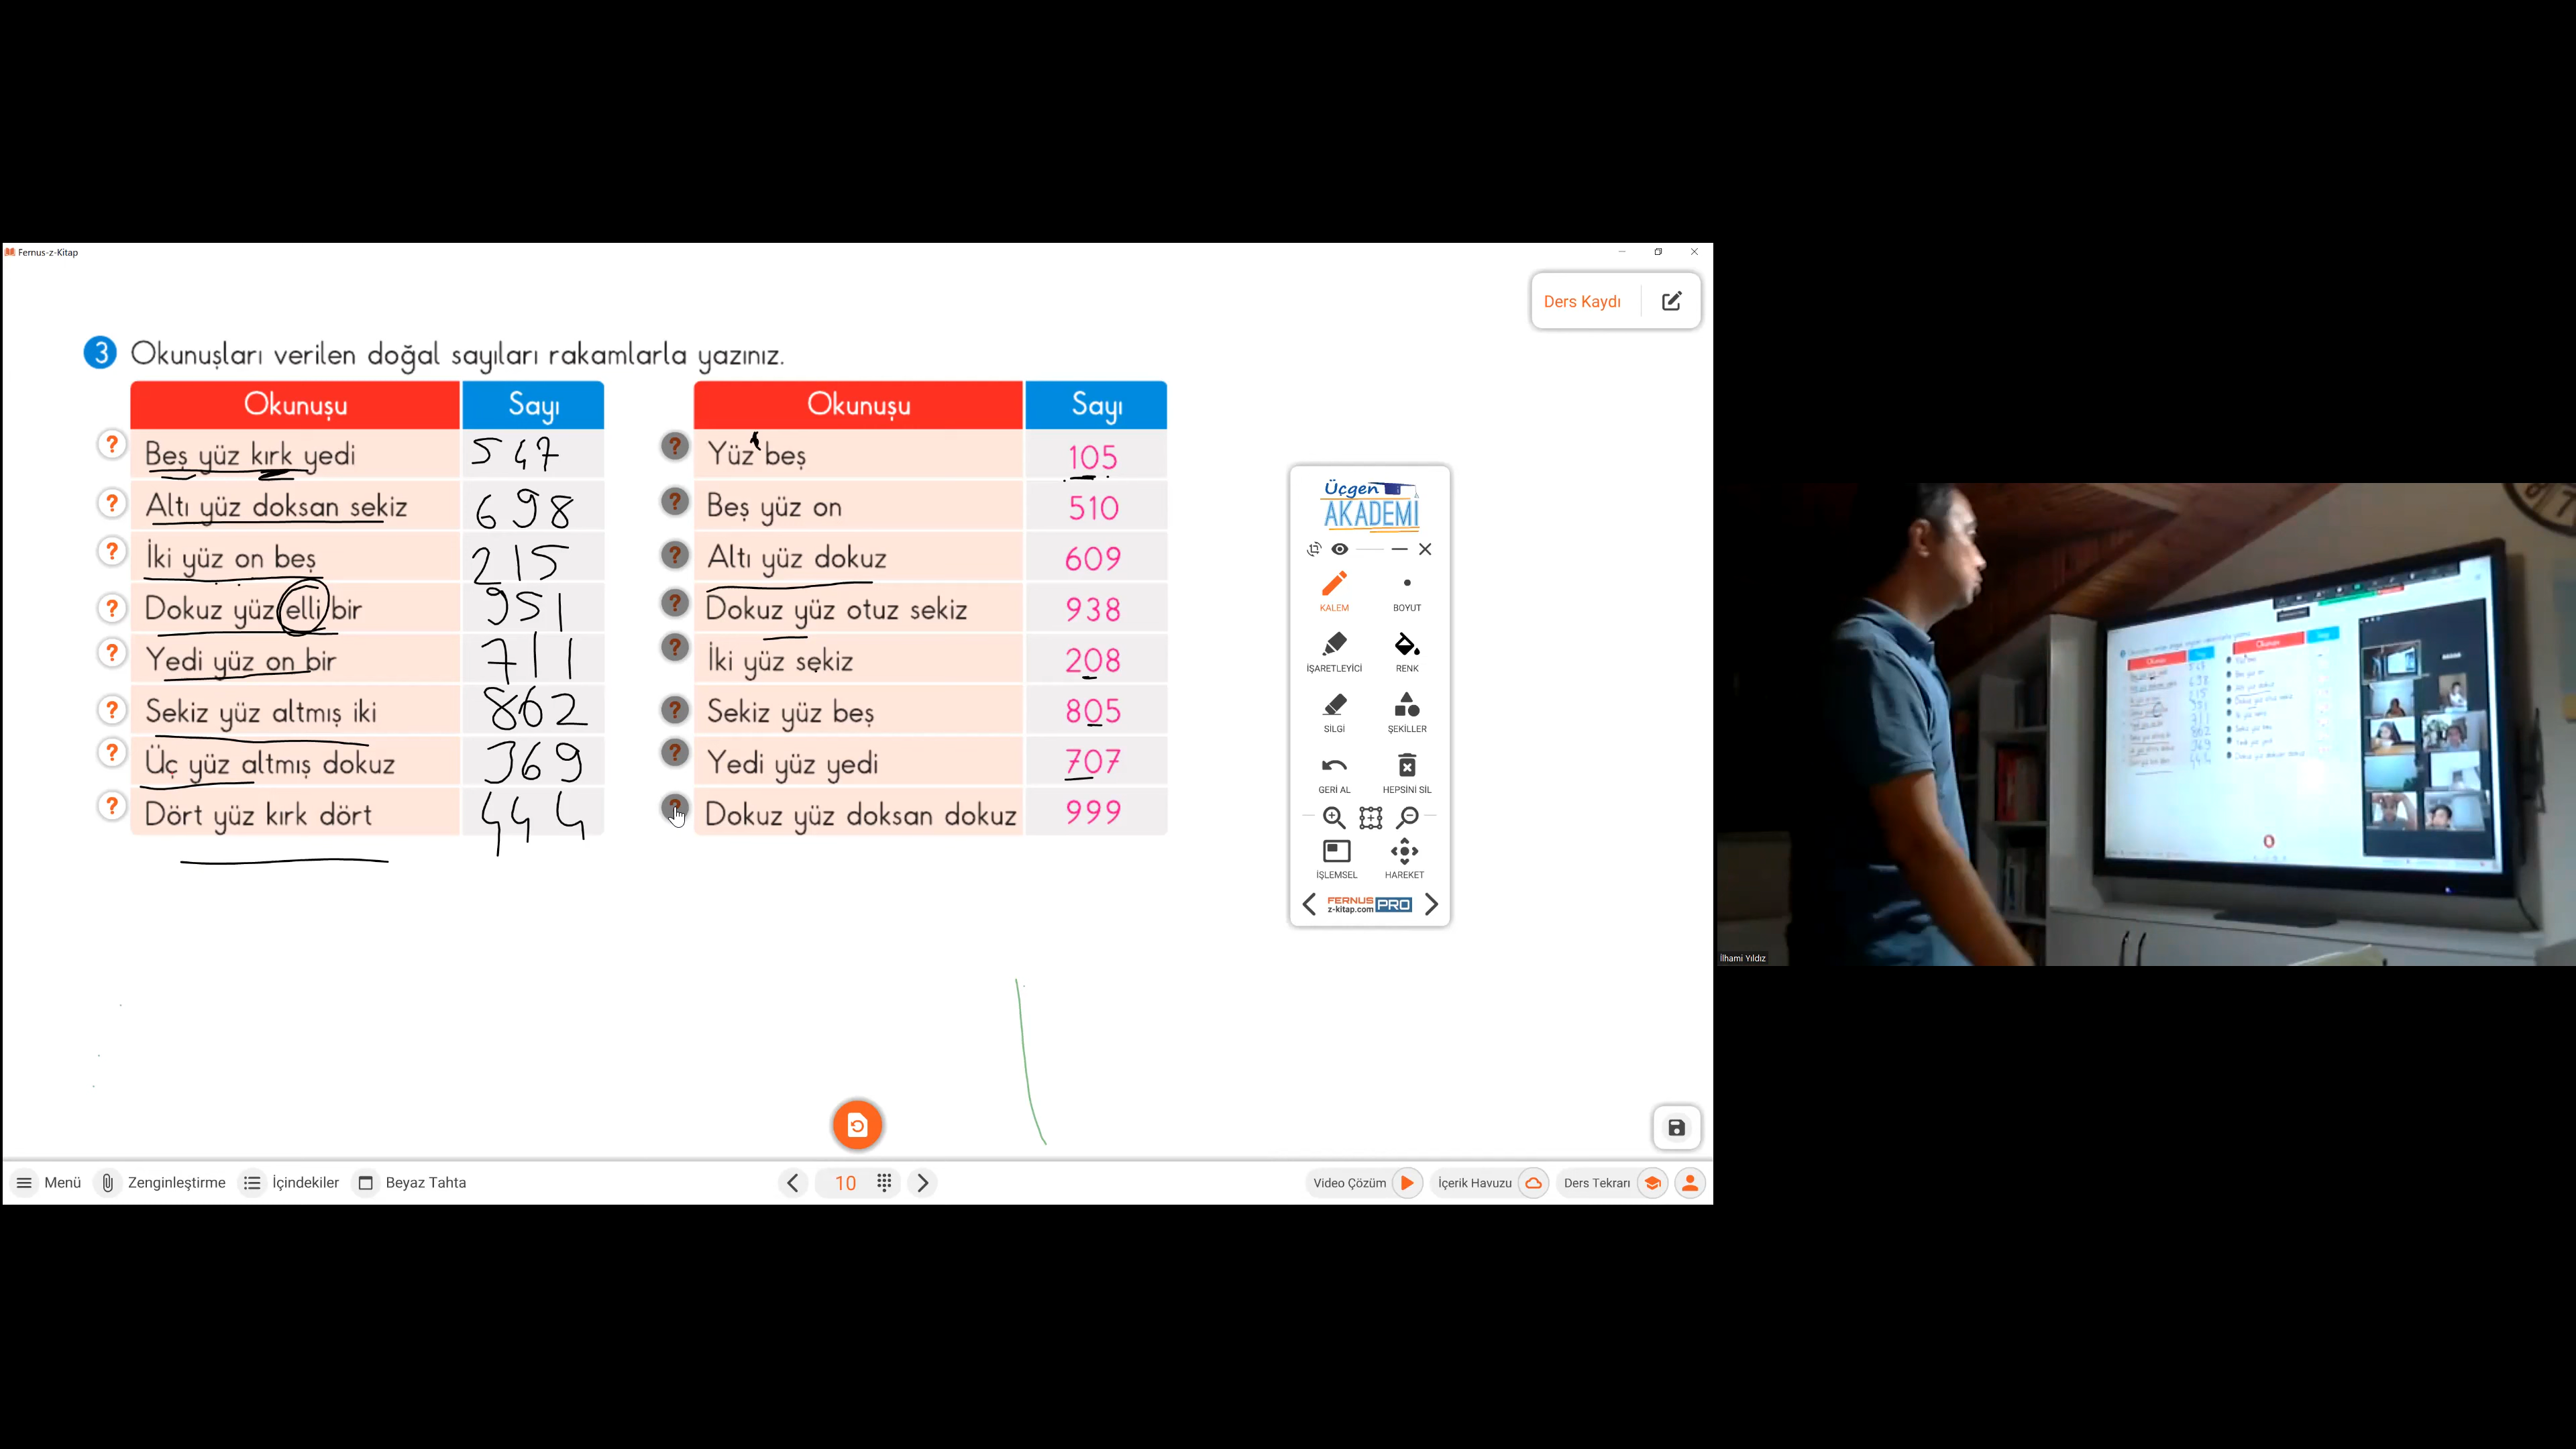 Fernus-z-Kitap
Ders Kaydı
3 Okunuşları verilen doğal sayıları rakamlarla yazınız.
Okunuşu Sayı
Beş yüz kırk yedi 547
Altı yüz doksan sekiz 698
İki yüz on beş 215
Dokuz yüz elli bir 951
Yedi yüz on bir 711
Sekiz yüz altmış iki 862
Üç yüz altmış dokuz 369
Dört yüz kırk dört 444
Okunuşu Sayı
Yüz beş 105
Beş yüz on 510
Altı yüz dokuz 609
Dokuz yüz otuz sekiz 938
İki yüz sekiz 208
Sekiz yüz beş 805
Yedi yüz yedi 707
Dokuz yüz doksan dokuz 999
Üçgen
AKADEMİ
KALEM BOYUT
İŞARETLEYİCİ RENK
SİLGİ ŞEKİLLER
GERİ AL HEPSİNİ SİL
İŞLEMSEL HAREKET
FERNUS
z-kitap.com PRO
İlhami Yıldız
Menü Zenginleştirme İçindekiler Beyaz Tahta 10 Video Çözüm İçerik Havuzu Ders Tekrarı